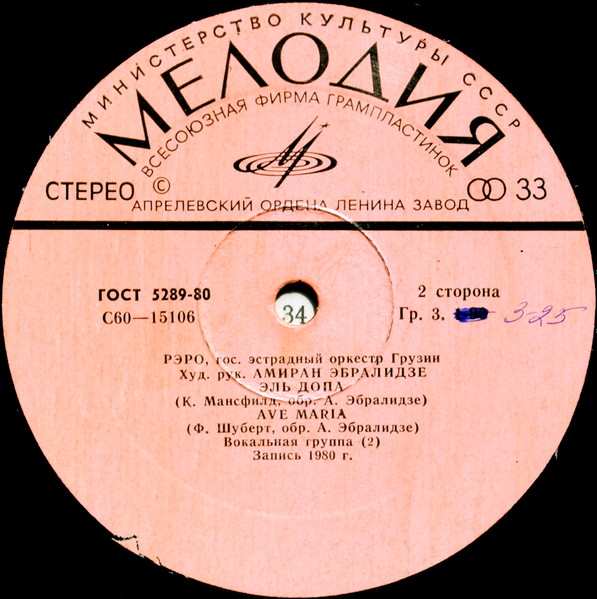 МИНИСТЕРСТВО КУЛЬТУРЫ СССР
МЕЛОДИЯ
ВСЕСОЮЗНАЯ ФИРМА ГРАМПЛАСТИНОК
СТЕРЕО © 33
АПРЕЛЕВСКИЙ ОРДЕНА ЛЕНИНА ЗАВОД
ГОСТ 5289-80 2 сторона
С60—15106 34 Гр. 3. 3-25
РЭРО, гос. эстрадный оркестр Грузии
Худ. рук. АМИРАН ЭБРАЛИДЗЕ
ЭЛЬ ДОПА
(К. Мансфилд, обр. А. Эбралидзе)
AVE MARIA
(Ф. Шуберт, обр. А. Эбралидзе)
Вокальная группа (2)
Запись 1980 г.